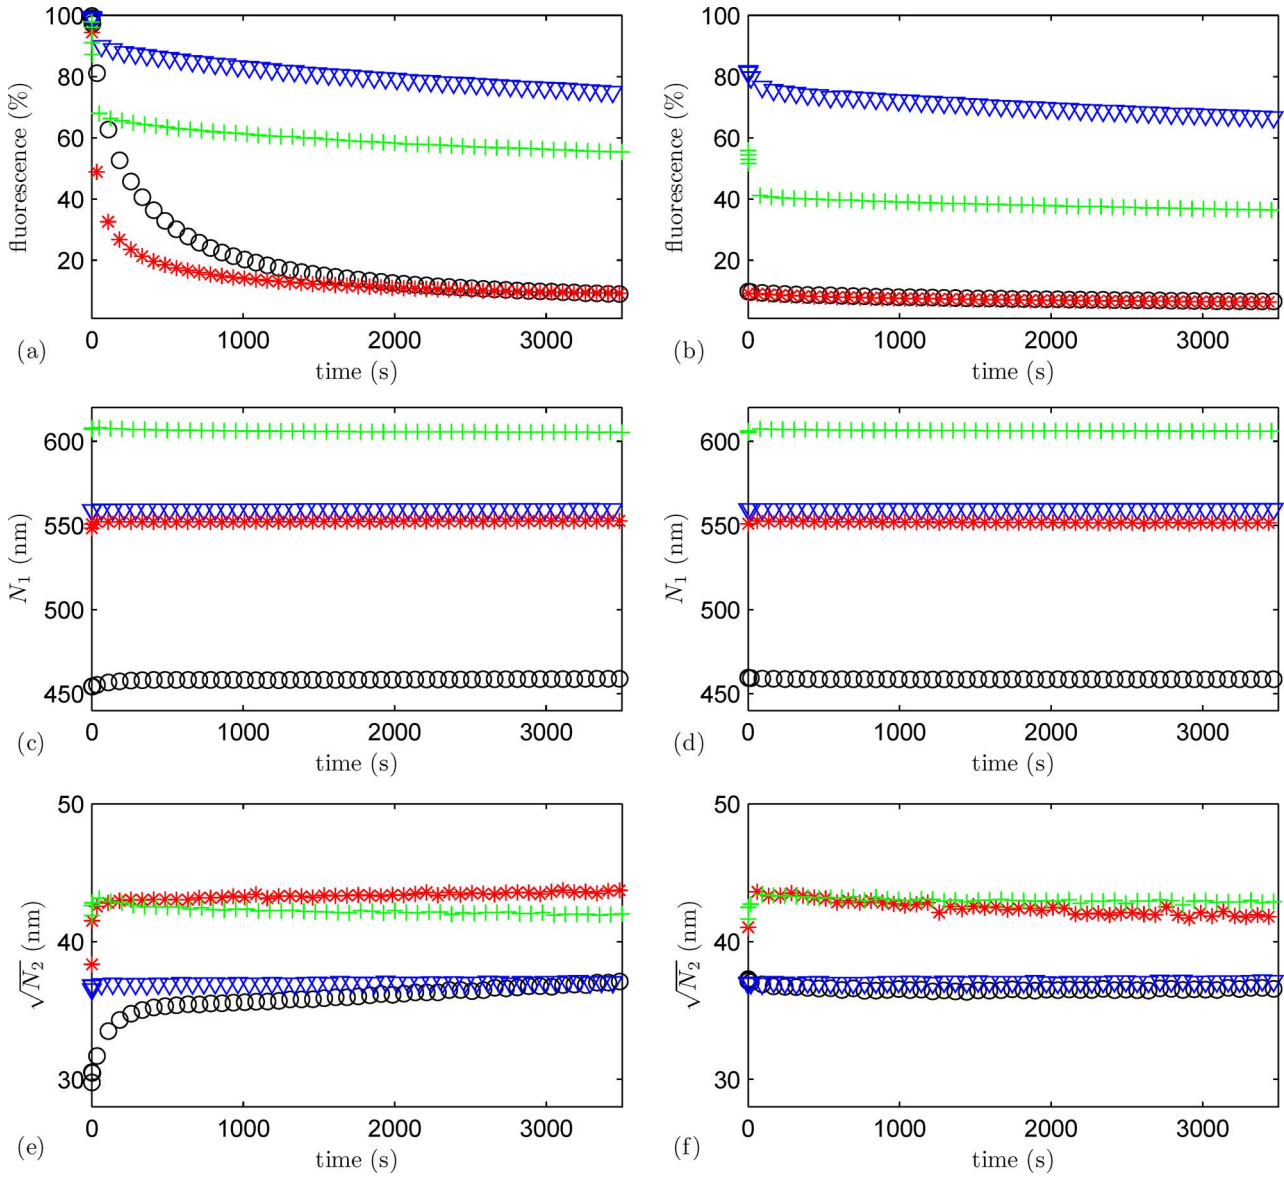 100
80
60
40
20
fluorescence (%)
0 1000 2000 3000
(a) time (s)
100
80
60
40
20
fluorescence (%)
0 1000 2000 3000
(b) time (s)
600
550
500
450
N₁ (nm)
0 1000 2000 3000
(c) time (s)
600
550
500
450
N₁ (nm)
0 1000 2000 3000
(d) time (s)
50
40
30
√N₂ (nm)
0 1000 2000 3000
(e) time (s)
50
40
30
√N₂ (nm)
0 1000 2000 3000
(f) time (s)